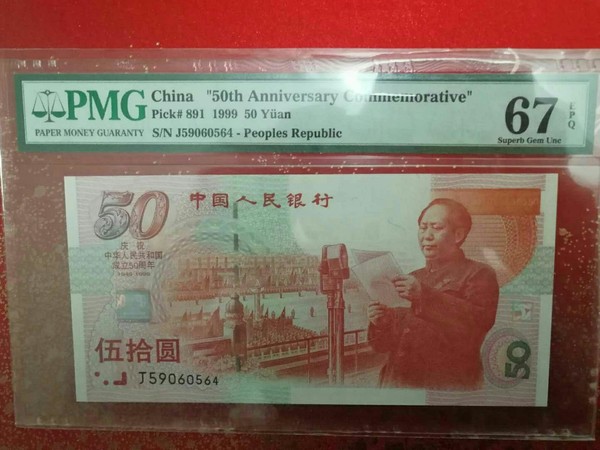 PMG
PAPER MONEY GUARANTY
China "50th Anniversary Commemorative"
Pick# 891 1999 50 Yüan
S/N J59060564 - Peoples Republic
67
EPQ
Superb Gem Unc
50
中国人民银行
庆祝
中华人民共和国
成立50周年
1949 1999
伍拾圆
J59060564
50